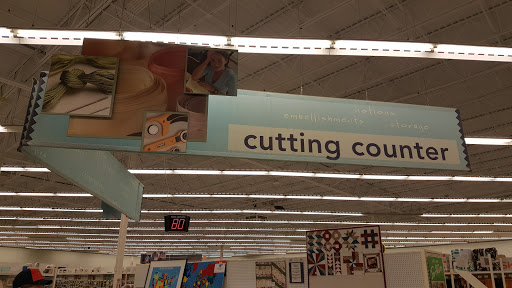 notions
embellishments storage
cutting counter
80